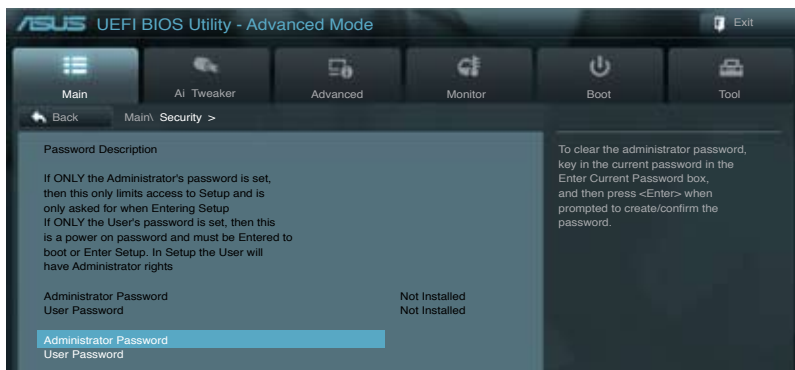 ASUS UEFI BIOS Utility - Advanced Mode
Exit
Main
Ai Tweaker
Advanced
Monitor
Boot
Tool
Back
Main\ Security >
Password Description
If ONLY the Administrator's password is set,
then this only limits access to Setup and is
only asked for when Entering Setup
If ONLY the User's password is set, then this
is a power on password and must be Entered to
boot or Enter Setup. In Setup the User will
have Administrator rights
Administrator Password Not Installed
User Password Not Installed
Administrator Password
User Password
To clear the administrator password,
key in the current password in the
Enter Current Password box,
and then press <Enter> when
prompted to create/confirm the
password.